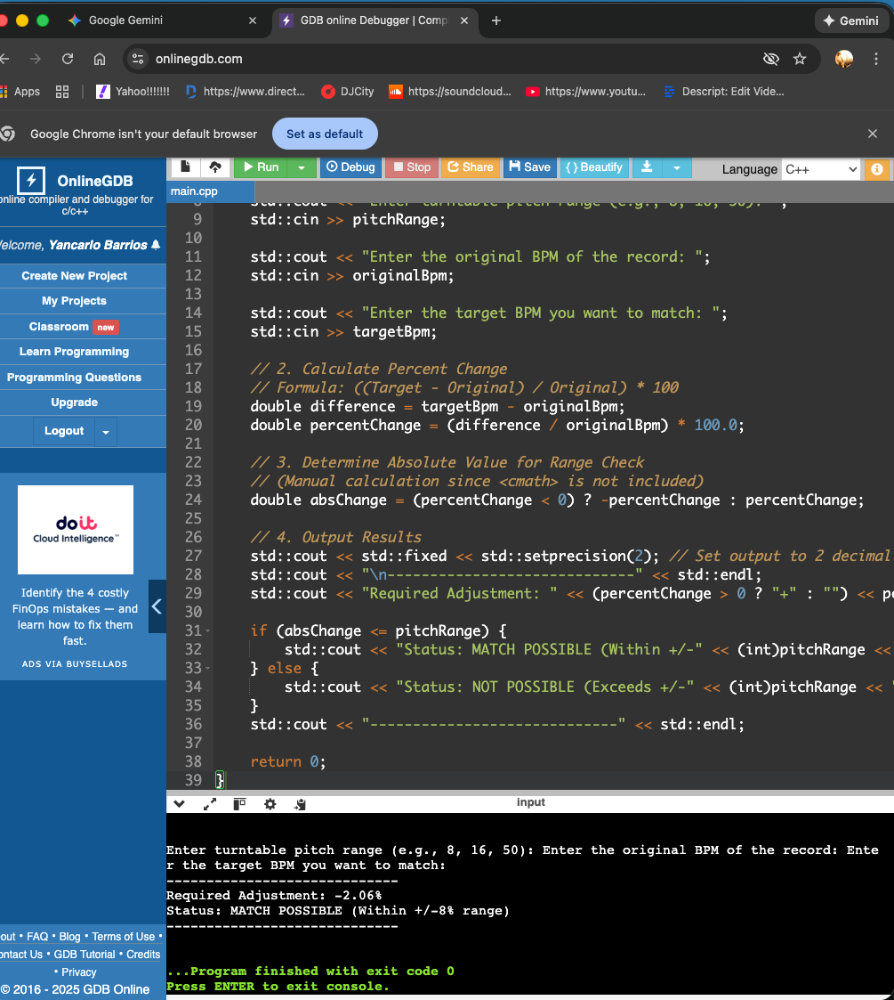 Google Gemini
GDB online Debugger | Comp
Gemini
onlinegdb.com
Apps
Yahoo!!!!!!!
https://www.direct...
DJCity
https://soundcloud...
https://www.youtu...
Descript: Edit Vide...
Google Chrome isn't your default browser
Set as default
OnlineGDB
online compiler and debugger for
c/c++
Welcome, Yancarlo Barrios
Create New Project
My Projects
Classroom new
Learn Programming
Programming Questions
Upgrade
Logout
doit
Cloud Intelligence™
Identify the 4 costly
FinOps mistakes — and
learn how to fix them
fast.
ADS VIA BUYSELLADS
out • FAQ • Blog • Terms of Use •
ontact Us • GDB Tutorial • Credits
• Privacy
© 2016 - 2025 GDB Online
Run Debug Stop Share Save { } Beautify Language C++
main.cpp
8 std::cout << "Enter turntable pitch range (e.g., 8, 16, 50): ";
9 std::cin >> pitchRange;
10
11 std::cout << "Enter the original BPM of the record: ";
12 std::cin >> originalBpm;
13
14 std::cout << "Enter the target BPM you want to match: ";
15 std::cin >> targetBpm;
16
17 // 2. Calculate Percent Change
18 // Formula: ((Target - Original) / Original) * 100
19 double difference = targetBpm - originalBpm;
20 double percentChange = (difference / originalBpm) * 100.0;
21
22 // 3. Determine Absolute Value for Range Check
23 // (Manual calculation since <cmath> is not included)
24 double absChange = (percentChange < 0) ? -percentChange : percentChange;
25
26 // 4. Output Results
27 std::cout << std::fixed << std::setprecision(2); // Set output to 2 decimal
28 std::cout << "\n-----------------------------" << std::endl;
29 std::cout << "Required Adjustment: " << (percentChange > 0 ? "+" : "") << pe
30
31 if (absChange <= pitchRange) {
32 std::cout << "Status: MATCH POSSIBLE (Within +/-" << (int)pitchRange <<
33 } else {
34 std::cout << "Status: NOT POSSIBLE (Exceeds +/-" << (int)pitchRange << "
35 }
36 std::cout << "-----------------------------" << std::endl;
37
38 return 0;
39 }
input
Enter turntable pitch range (e.g., 8, 16, 50): Enter the original BPM of the record: Ente
r the target BPM you want to match:
-----------------------------
Required Adjustment: -2.06%
Status: MATCH POSSIBLE (Within +/-8% range)
-----------------------------
...Program finished with exit code 0
Press ENTER to exit console.